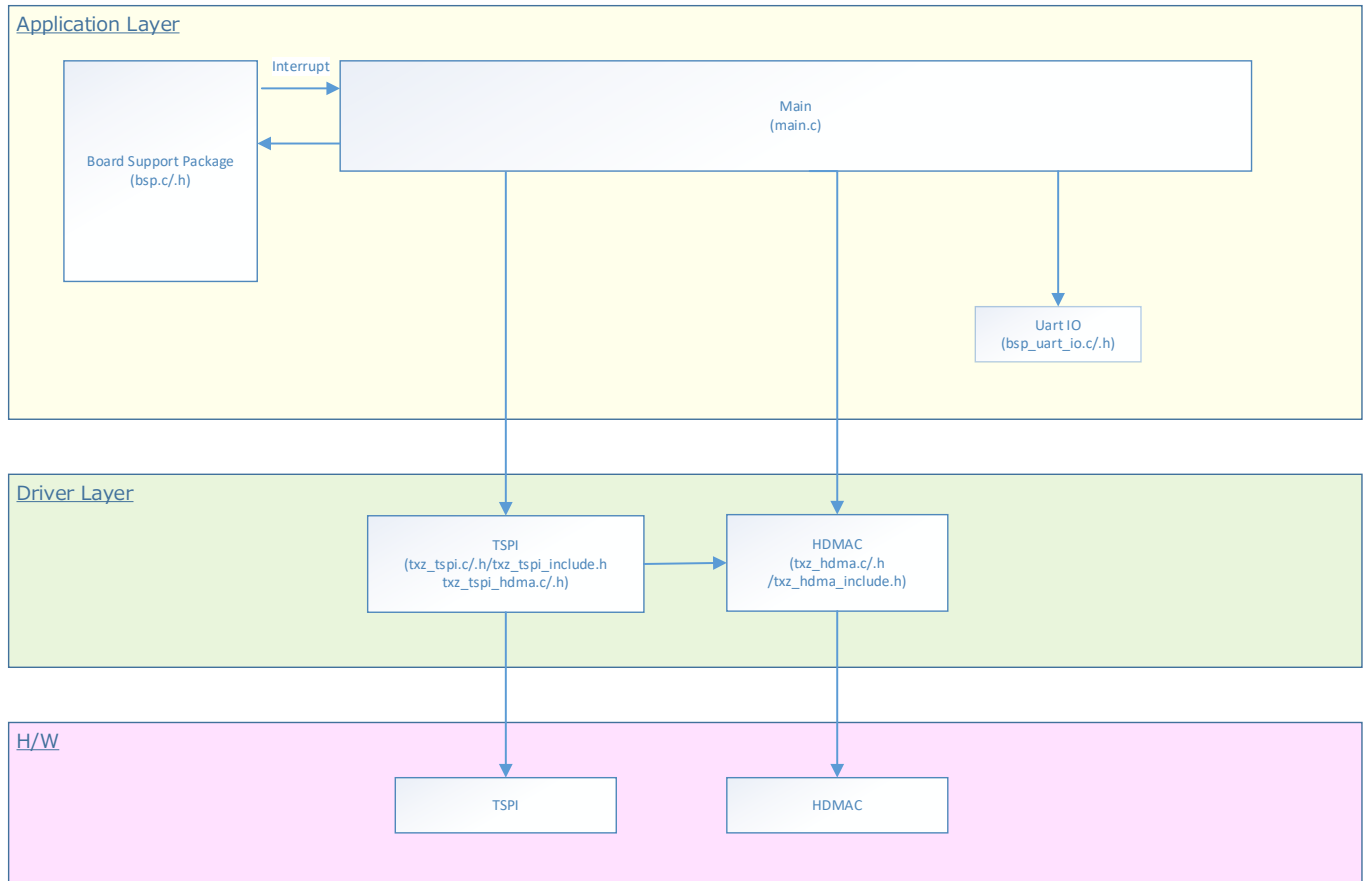 Application Layer
Interrupt
Main
(main.c)
Board Support Package
(bsp.c/.h)
Uart IO
(bsp_uart_io.c/.h)
Driver Layer
TSPI
(txz_tspi.c/.h/txz_tspi_include.h
txz_tspi_hdma.c/.h)
HDMAC
(txz_hdma.c/.h
/txz_hdma_include.h)
H/W
TSPI
HDMAC